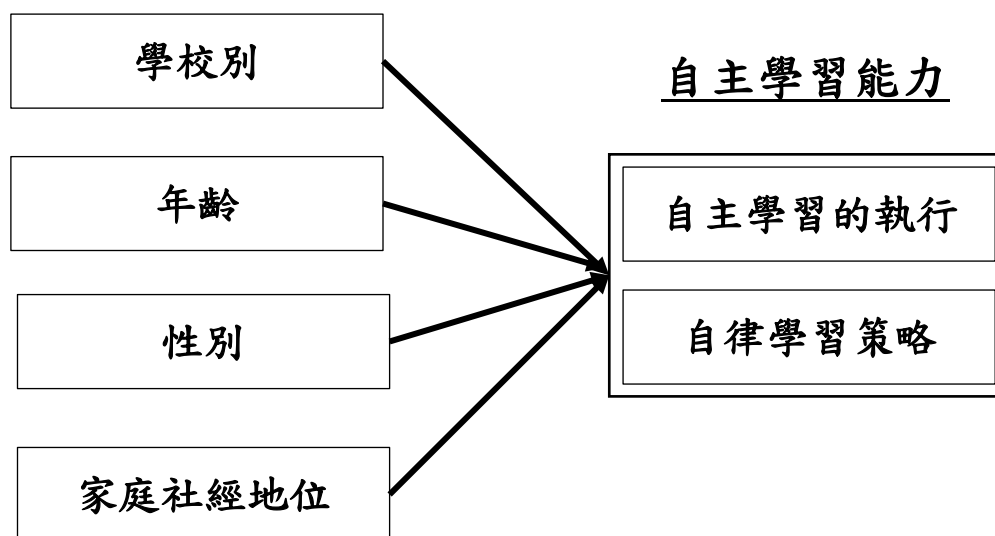 學校別
年齡
性別
家庭社經地位
自主學習能力
自主學習的執行
自律學習策略